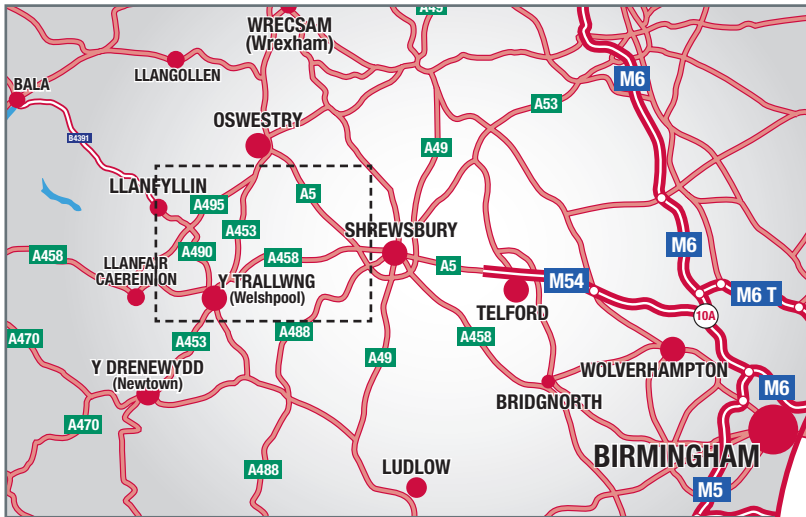 A49
WRECSAM
(Wrexham)
LLANGOLLEN
M6
BALA
A53
OSWESTRY
B4391
A49
LLANFYLLIN
A5
A495
A453
SHREWSBURY
M6
A458
A490
A458
LLANFAIR
CAEREINION
A5
Y TRALLWNG
(Welshpool)
M54
M6 T
TELFORD
10A
A470
A453
A488
A458
A49
WOLVERHAMPTON
Y DRENEWYDD
(Newtown)
M6
BRIDGNORTH
A470
BIRMINGHAM
A488
LUDLOW
M5